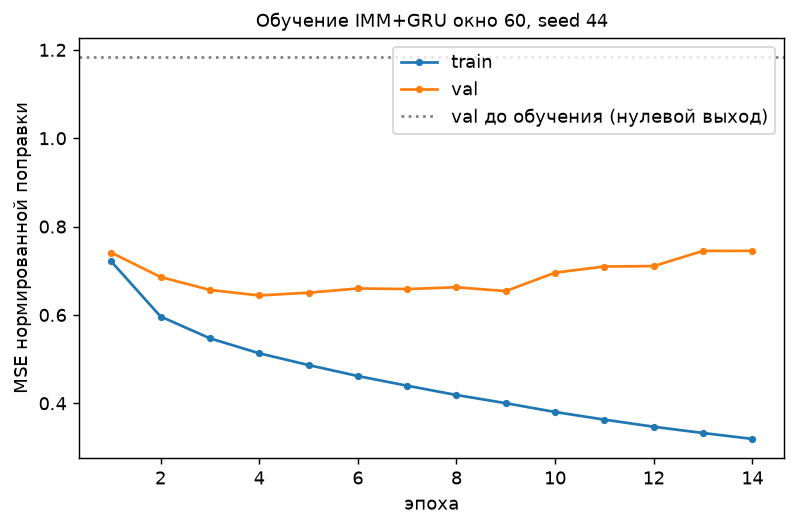 Обучение IMM+GRU окно 60, seed 44
1.2
1.0
0.8
0.6
0.4
MSE нормированной поправки
train
val
val до обучения (нулевой выход)
2 4 6 8 10 12 14
эпоха